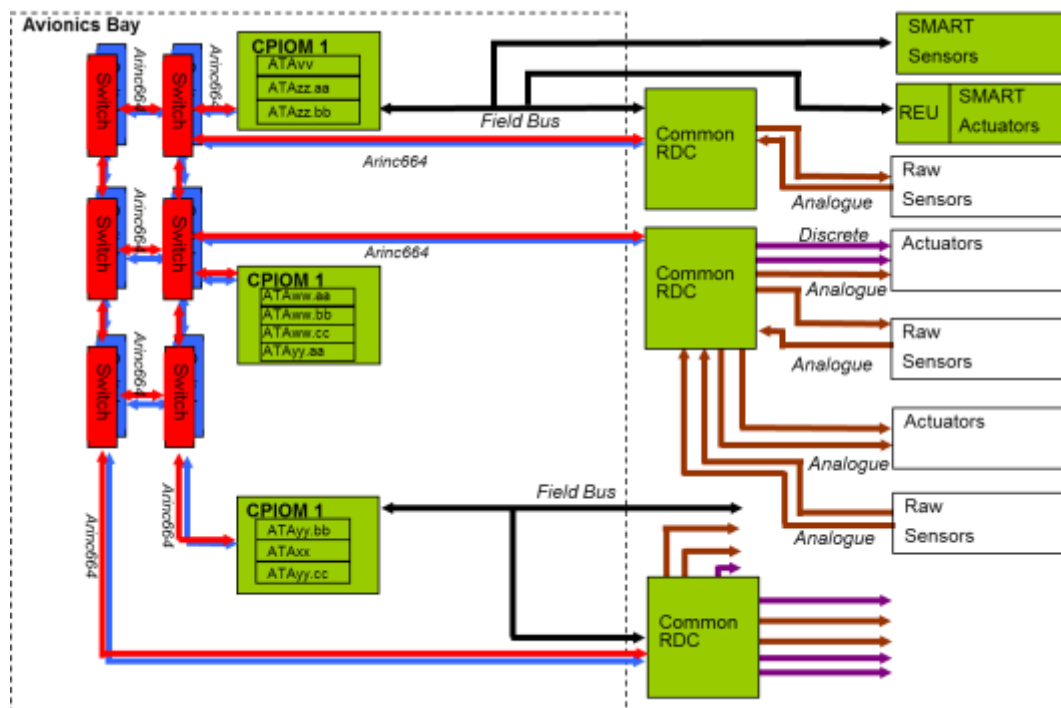 Avionics Bay
Switch
Arinc664
Switch
Arinc664
CPIOM 1
ATAvv
ATAzz.aa
ATAzz.bb
Field Bus
Arinc664
SMART
Sensors
REU
SMART
Actuators
Common
RDC
Raw
Sensors
Analogue
Switch
Arinc664
Switch
Arinc664
CPIOM 1
ATAww.aa
ATAww.bb
ATAww.cc
ATAyy.aa
Common
RDC
Discrete
Actuators
Analogue
Raw
Sensors
Analogue
Switch
Arinc664
Switch
Actuators
Analogue
Raw
Sensors
Analogue
Arinc664
Arinc664
CPIOM 1
ATAyy.bb
ATAxx
ATAyy.cc
Field Bus
Common
RDC